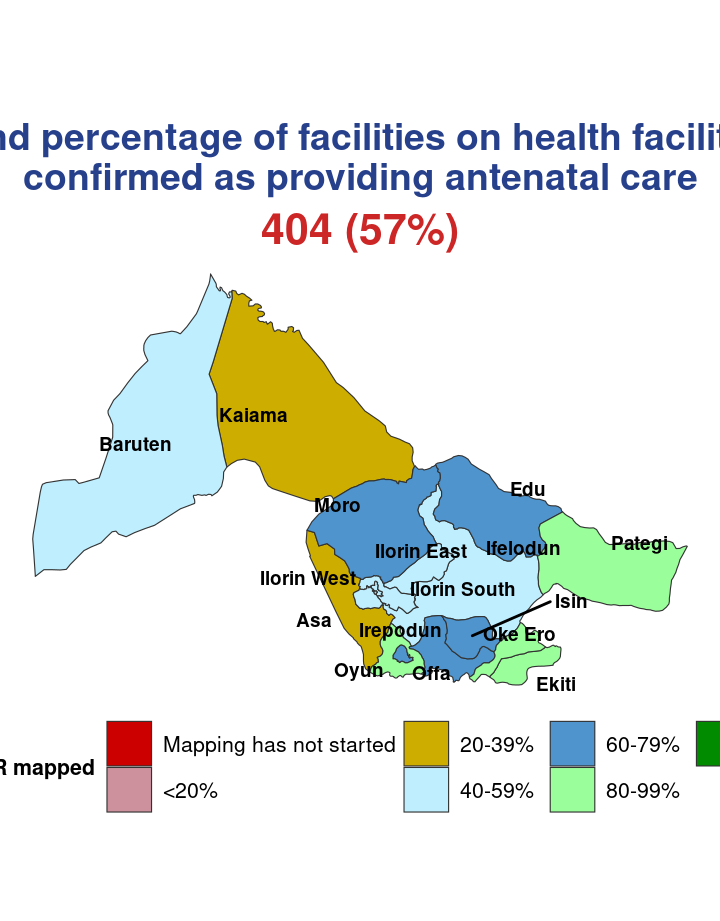 nd percentage of facilities on health facilit
confirmed as providing antenatal care
404 (57%)
Kaiama
Baruten
Edu
Moro
Pategi
Ilorin East
Ifelodun
Ilorin West
Ilorin South
Isin
Asa
Irepodun
Oke Ero
Oyun
Offa
Ekiti
R mapped
Mapping has not started
20-39%
60-79%
<20%
40-59%
80-99%